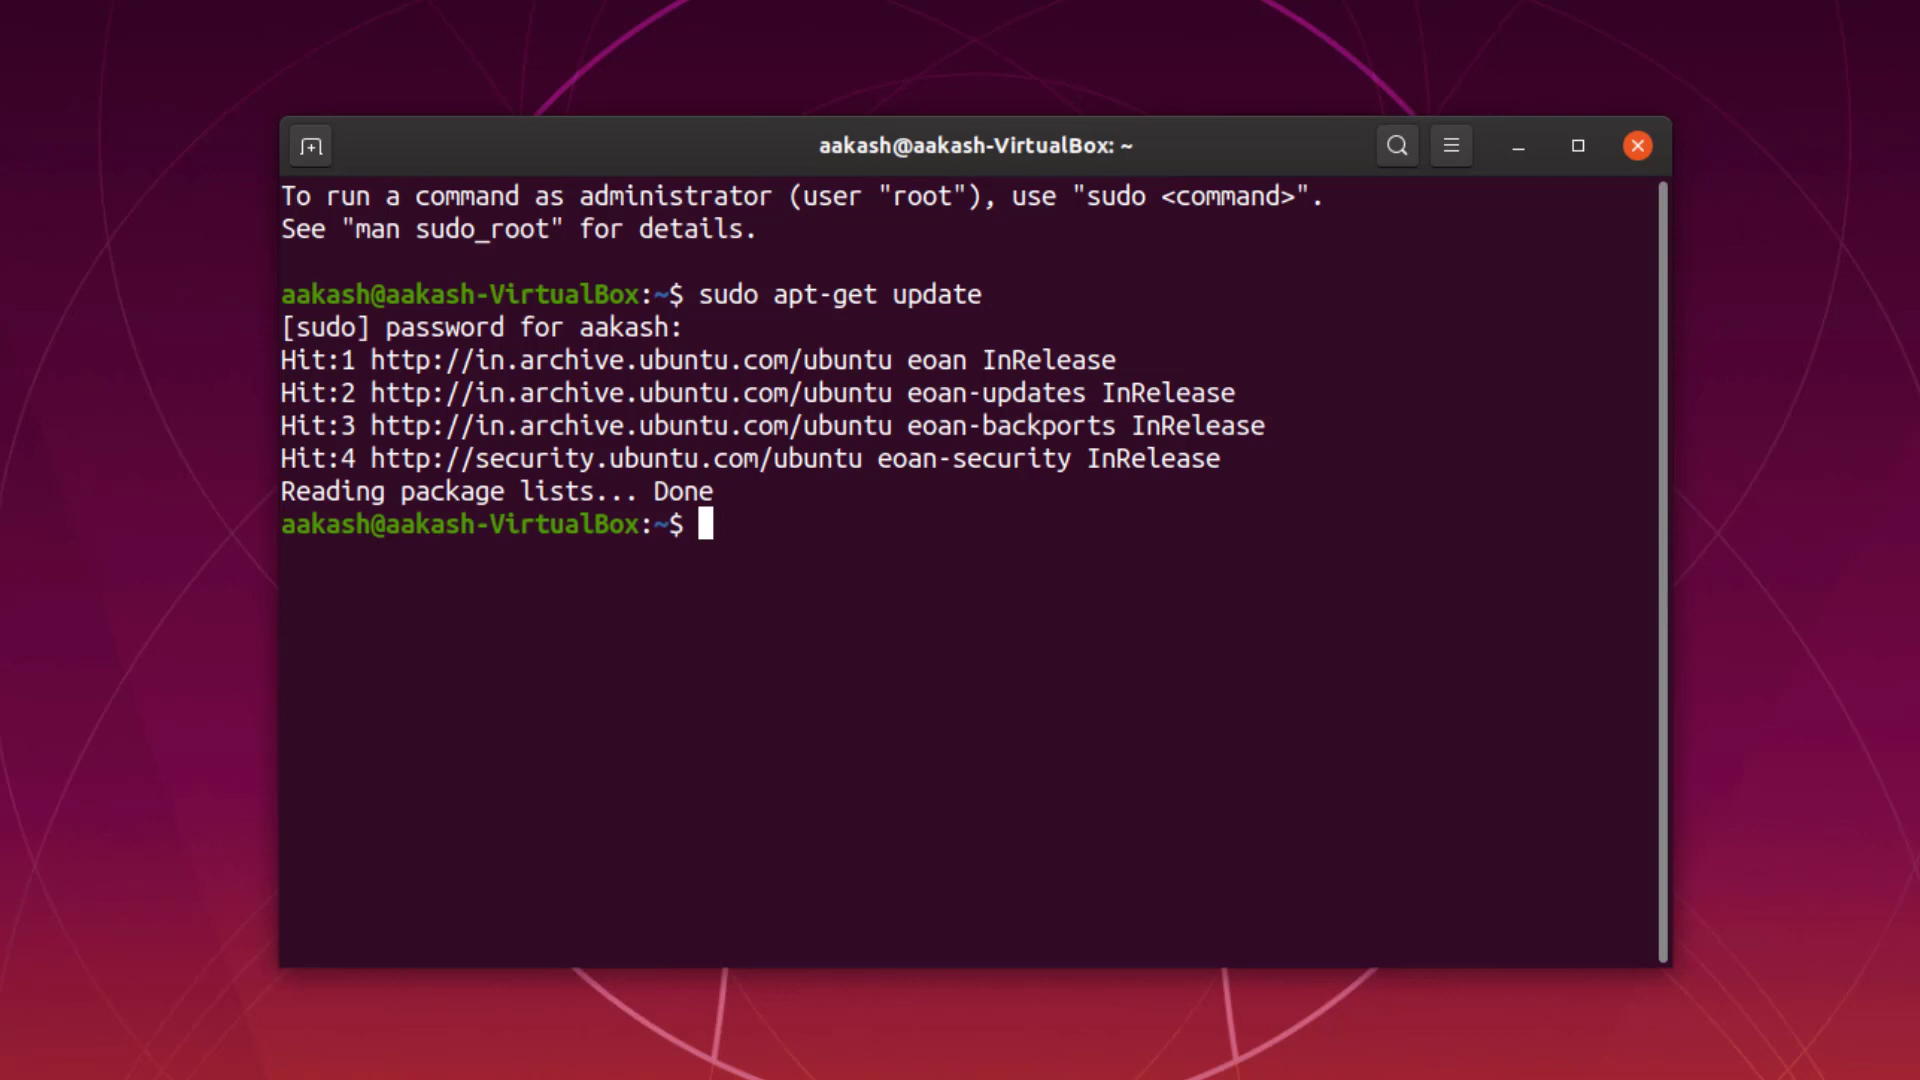 aakash@aakash-VirtualBox: ~
To run a command as administrator (user "root"), use "sudo <command>".
See "man sudo_root" for details.
aakash@aakash-VirtualBox:~$ sudo apt-get update
[sudo] password for aakash:
Hit:1 http://in.archive.ubuntu.com/ubuntu eoan InRelease
Hit:2 http://in.archive.ubuntu.com/ubuntu eoan-updates InRelease
Hit:3 http://in.archive.ubuntu.com/ubuntu eoan-backports InRelease
Hit:4 http://security.ubuntu.com/ubuntu eoan-security InRelease
Reading package lists... Done
aakash@aakash-VirtualBox:~$